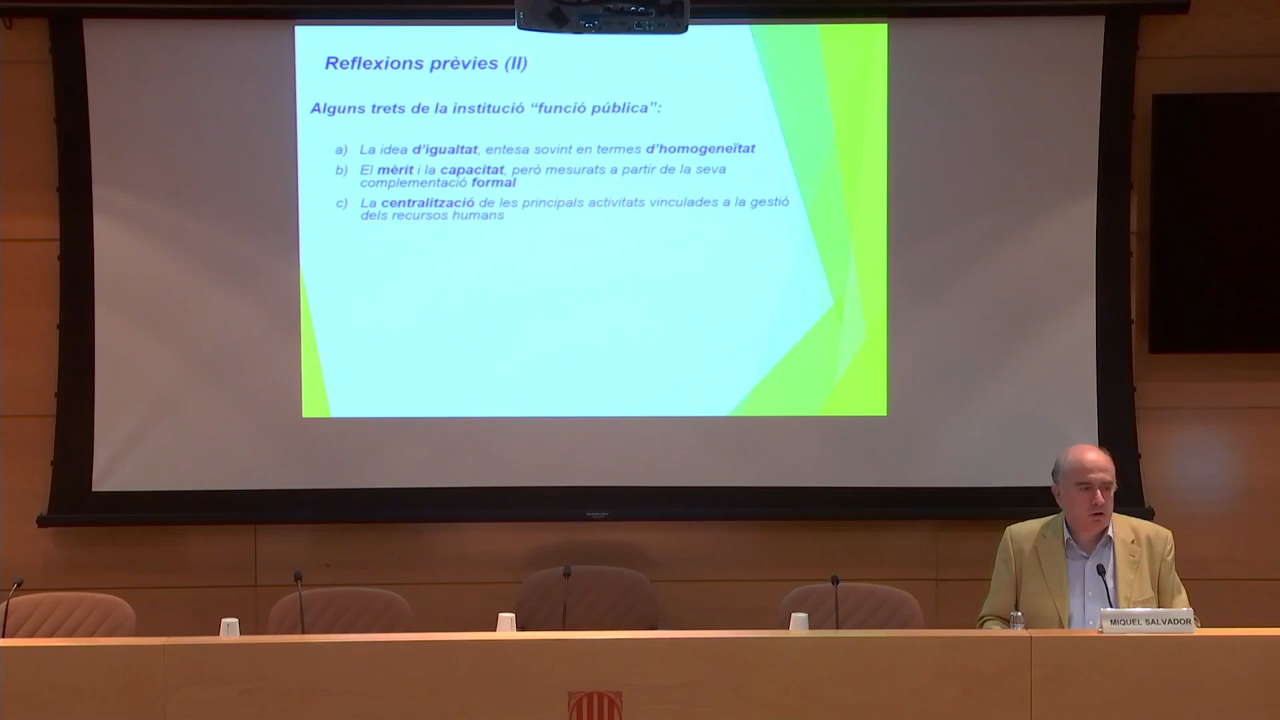 Reflexions prèvies (II)
Alguns trets de la institució “funció pública”:
a) La idea d’igualtat, entesa sovint en termes d’homogeneïtat
b) El mèrit i la capacitat, però mesurats a partir de la seva
complementació formal
c) La centralització de les principals activitats vinculades a la gestió
dels recursos humans
MIQUEL SALVADOR